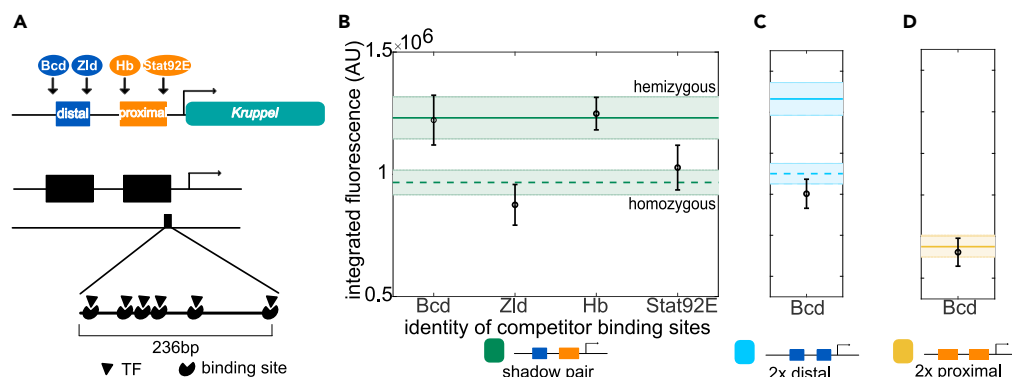 A
Bcd Zld Hb Stat92E
distal proximal Kruppel
236bp
TF binding site
B
1.5 ×10⁶
1
0.5
integrated fluorescence (AU)
hemizygous
homozygous
Bcd Zld Hb Stat92E
identity of competitor binding sites
shadow pair
C
Bcd
2x distal
D
Bcd
2x proximal